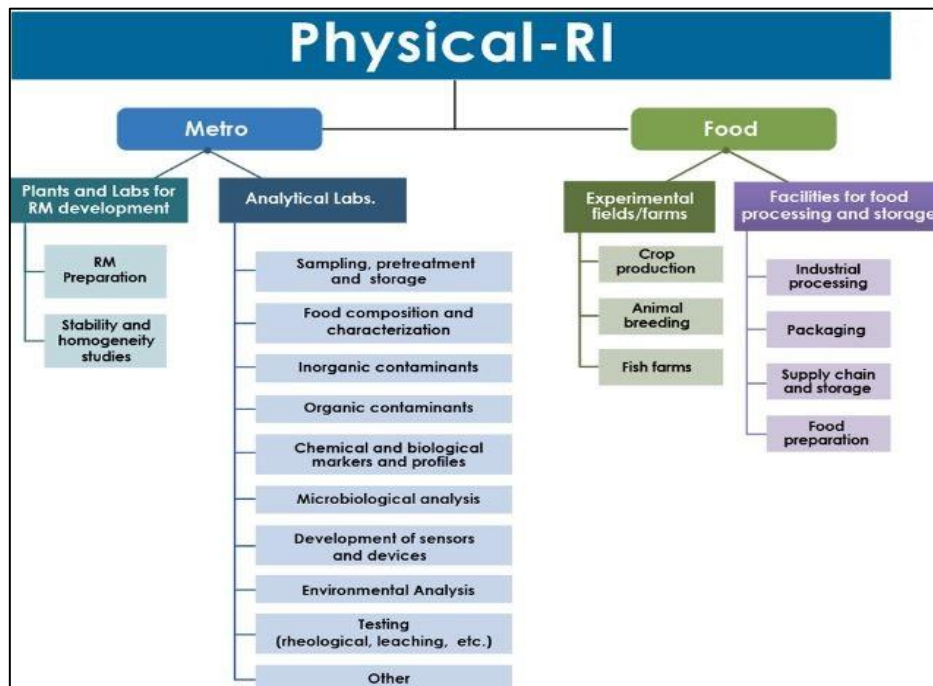 Physical-RI
Metro
Food
Plants and Labs for
RM development
RM
Preparation
Stability and
homogeneity
studies
Analytical Labs.
Sampling, pretreatment
and storage
Food composition and
characterization
Inorganic contaminants
Organic contaminants
Chemical and biological
markers and profiles
Microbiological analysis
Development of sensors
and devices
Environmental Analysis
Testing
(rheological, leaching, etc.)
Other
Experimental
fields/farms
Crop
production
Animal
breeding
Fish farms
Facilities for food
processing and storage
Industrial
processing
Packaging
Supply chain
and storage
Food
preparation